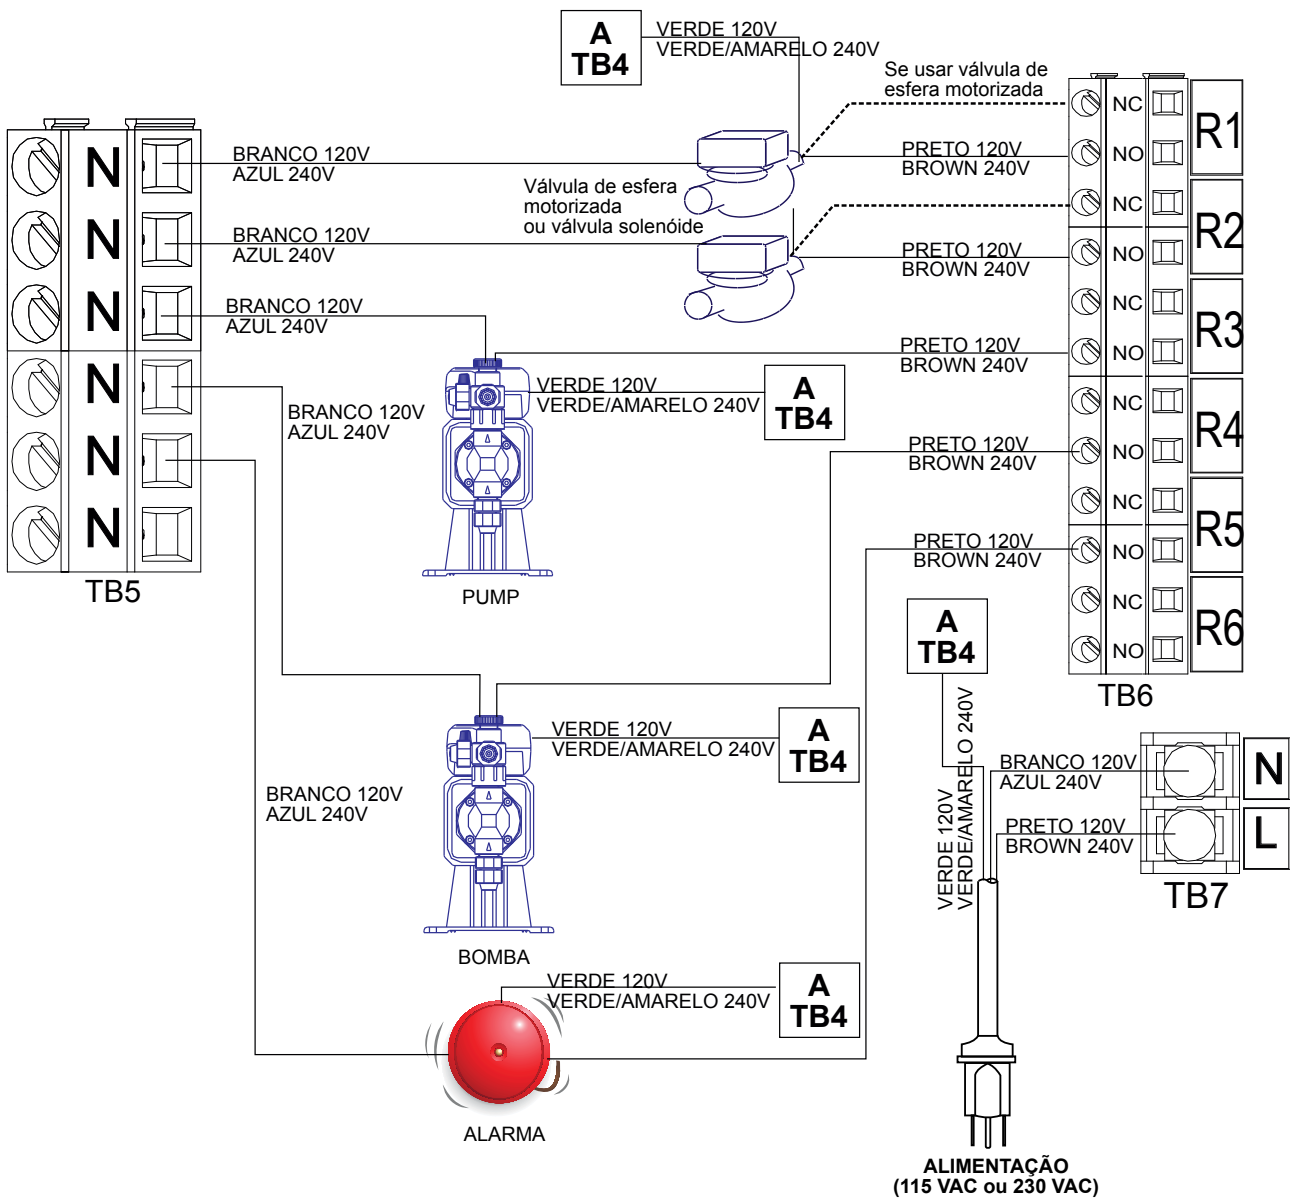 A
TB4
VERDE 120V
VERDE/AMARELO 240V
Se usar válvula de
esfera motorizada
N
BRANCO 120V
AZUL 240V
N
BRANCO 120V
AZUL 240V
N
BRANCO 120V
AZUL 240V
N
BRANCO 120V
AZUL 240V
N
N
TB5
Válvula de esfera
motorizada
ou válvula solenóide
PRETO 120V
BROWN 240V
PRETO 120V
BROWN 240V
PRETO 120V
BROWN 240V
PRETO 120V
BROWN 240V
PRETO 120V
BROWN 240V
NC
NO
R1
NC
NO
R2
NC
NO
R3
NC
NO
R4
NC
NO
R5
NC
NO
R6
TB6
VERDE 120V
VERDE/AMARELO 240V
A
TB4
PUMP
BRANCO 120V
AZUL 240V
VERDE 120V
VERDE/AMARELO 240V
A
TB4
BOMBA
VERDE 120V
VERDE/AMARELO 240V
A
TB4
ALARMA
A
TB4
VERDE 120V
VERDE/AMARELO 240V
BRANCO 120V
AZUL 240V
N
PRETO 120V
BROWN 240V
L
TB7
ALIMENTAÇÃO
(115 VAC ou 230 VAC)